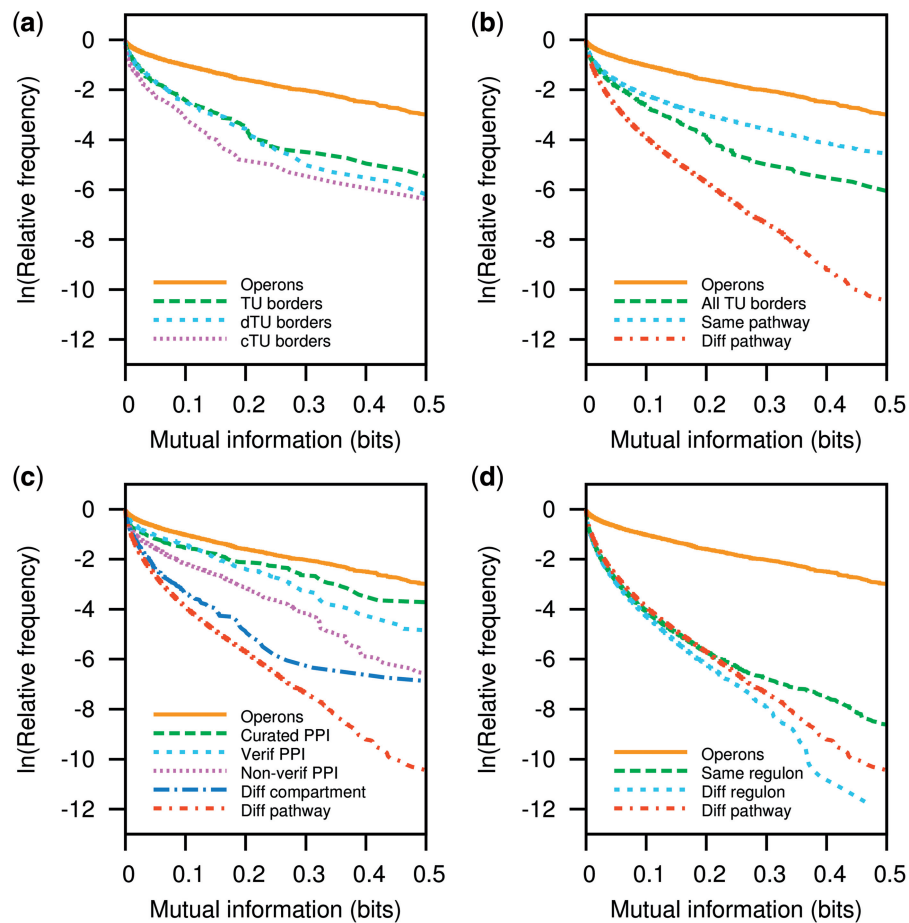 (a)
ln(Relative frequency)
0
-2
-4
-6
-8
-10
-12
Operons
TU borders
dTU borders
cTU borders
0 0.1 0.2 0.3 0.4 0.5
Mutual information (bits)
(b)
ln(Relative frequency)
0
-2
-4
-6
-8
-10
-12
Operons
All TU borders
Same pathway
Diff pathway
0 0.1 0.2 0.3 0.4 0.5
Mutual information (bits)
(c)
ln(Relative frequency)
0
-2
-4
-6
-8
-10
-12
Operons
Curated PPI
Verif PPI
Non-verif PPI
Diff compartment
Diff pathway
0 0.1 0.2 0.3 0.4 0.5
Mutual information (bits)
(d)
ln(Relative frequency)
0
-2
-4
-6
-8
-10
-12
Operons
Same regulon
Diff regulon
Diff pathway
0 0.1 0.2 0.3 0.4 0.5
Mutual information (bits)